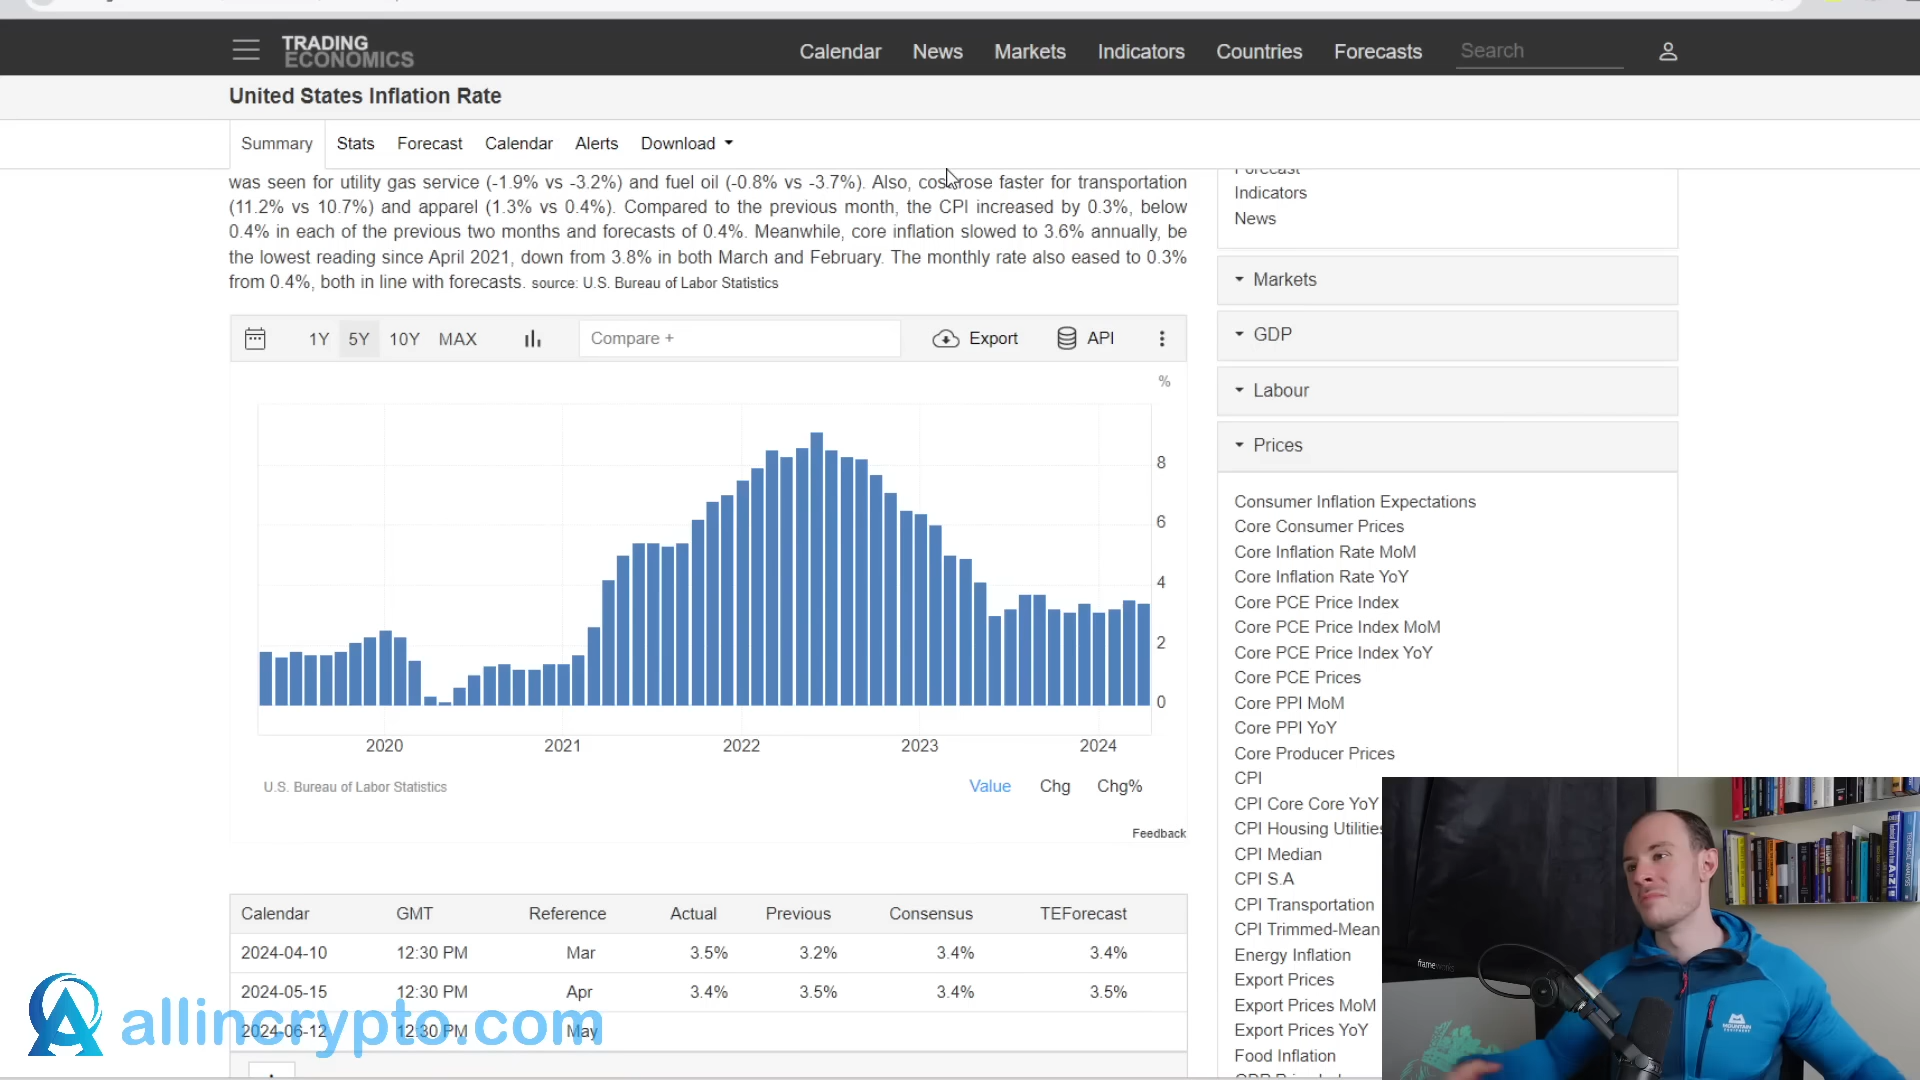 TRADING
ECONOMICS
Calendar News Markets Indicators Countries Forecasts Search
United States Inflation Rate
Summary Stats Forecast Calendar Alerts Download
was seen for utility gas service (-1.9% vs -3.2%) and fuel oil (-0.8% vs -3.7%). Also, cost rose faster for transportation
(11.2% vs 10.7%) and apparel (1.3% vs 0.4%). Compared to the previous month, the CPI increased by 0.3%, below
0.4% in each of the previous two months and forecasts of 0.4%. Meanwhile, core inflation slowed to 3.6% annually, be
the lowest reading since April 2021, down from 3.8% in both March and February. The monthly rate also eased to 0.3%
from 0.4%, both in line with forecasts. source: U.S. Bureau of Labor Statistics
1Y 5Y 10Y MAX Compare + Export API
%
8
6
4
2
0
2020 2021 2022 2023 2024
U.S. Bureau of Labor Statistics
Value Chg Chg%
Feedback
Calendar GMT Reference Actual Previous Consensus TEForecast
2024-04-10 12:30 PM Mar 3.5% 3.2% 3.4% 3.4%
2024-05-15 12:30 PM Apr 3.4% 3.5% 3.4% 3.5%
2024-06-12 12:30 PM May
allincrypto.com
Forecast
Indicators
News
Markets
GDP
Labour
Prices
Consumer Inflation Expectations
Core Consumer Prices
Core Inflation Rate MoM
Core Inflation Rate YoY
Core PCE Price Index
Core PCE Price Index MoM
Core PCE Price Index YoY
Core PCE Prices
Core PPI MoM
Core PPI YoY
Core Producer Prices
CPI
CPI Core Core YoY
CPI Housing Utilities
CPI Median
CPI S.A
CPI Transportation
CPI Trimmed-Mean
Energy Inflation
Export Prices
Export Prices MoM
Export Prices YoY
Food Inflation
frameworks
MOUNTAIN
EQUIPMENT